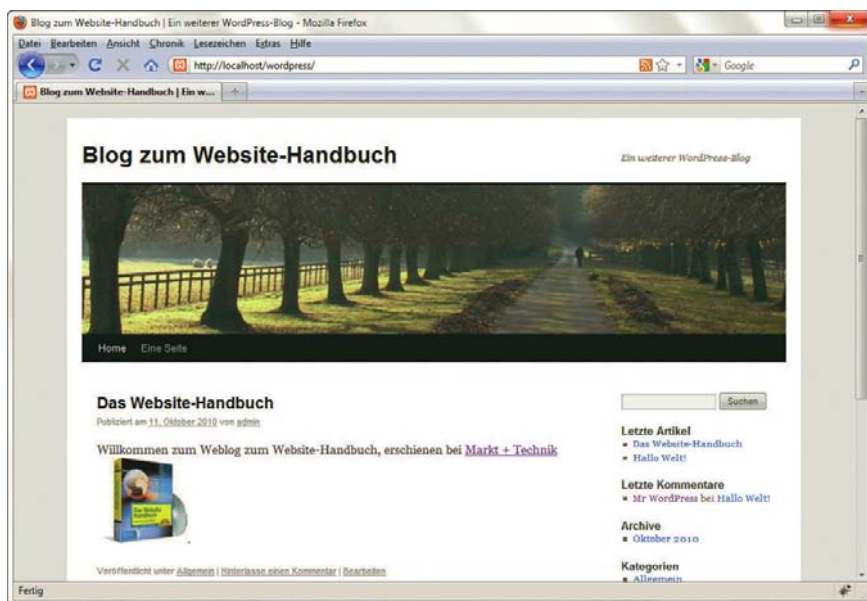 Blog zum Website-Handbuch | Ein weiterer WordPress-Blog - Mozilla Firefox
Datei Bearbeiten Ansicht Chronik Lesezeichen Extras Hilfe
http://localhost/wordpress/
Google
Blog zum Website-Handbuch | Ein w...
Blog zum Website-Handbuch
Ein weiterer WordPress-Blog
Home Eine Seite
Das Website-Handbuch
Publiziert am 11. Oktober 2010 von admin
Willkommen zum Weblog zum Website-Handbuch, erschienen bei Markt + Technik
Das Website
Handbuch
.
Veröffentlicht unter Allgemein | Hinterlasse einen Kommentar | Bearbeiten
Suchen
Letzte Artikel
Das Website-Handbuch
Hallo Welt!
Letzte Kommentare
Mr WordPress bei Hallo Welt!
Archive
Oktober 2010
Kategorien
Allgemein
Fertig